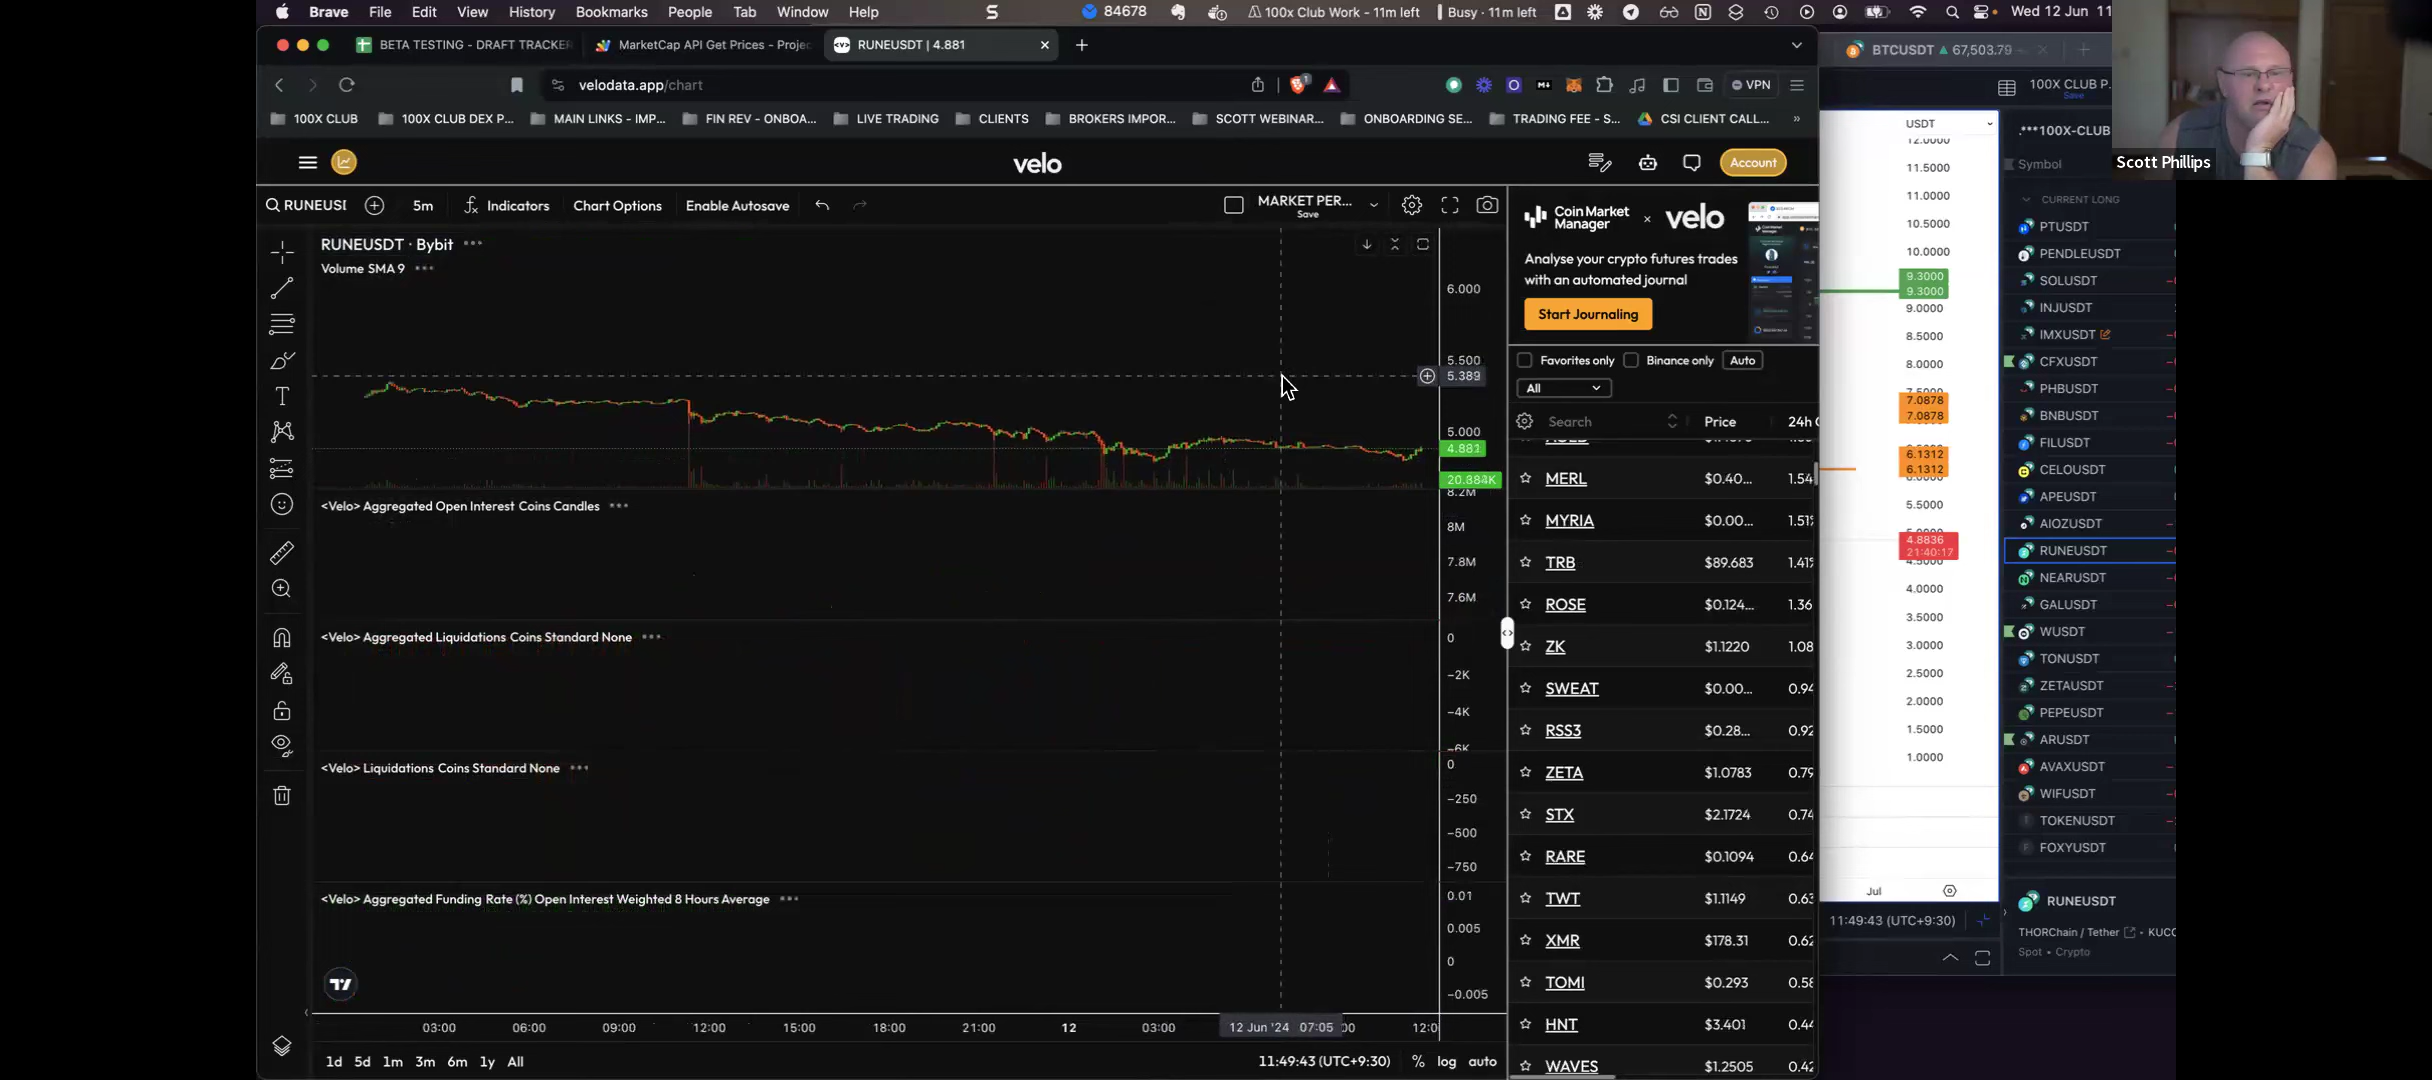 Brave File Edit View History Bookmarks People Tab Window Help
84678
100x Club Work - 11m left
Busy · 11m left
Wed 12 Jun 11
BETA TESTING - DRAFT TRACKER
MarketCap API Get Prices - Projec
RUNEUSDT | 4.881
velodata.app/chart
VPN
100X CLUB
100X CLUB DEX P...
MAIN LINKS - IMP...
FIN REV - ONBOA...
LIVE TRADING
CLIENTS
BROKERS IMPOR...
SCOTT WEBINAR...
ONBOARDING SE...
TRADING FEE - S...
CSI CLIENT CALL...
velo
Account
RUNEUSI
5m
Indicators
Chart Options
Enable Autosave
MARKET PER...
Save
RUNEUSDT · Bybit
Volume SMA 9
6.000
5.500
5.389
5.000
4.881
20.884K
8.2M
<Velo> Aggregated Open Interest Coins Candles
8M
7.8M
7.6M
<Velo> Aggregated Liquidations Coins Standard None
0
−2K
−4K
−6K
<Velo> Liquidations Coins Standard None
0
−250
−500
−750
<Velo> Aggregated Funding Rate (%) Open Interest Weighted 8 Hours Average
0.01
0.005
0
−0.005
03:00 06:00 09:00 12:00 15:00 18:00 21:00 12 03:00 12 Jun '24 07:05 12:0
1d 5d 1m 3m 6m 1y All
11:49:43 (UTC+9:30) % log auto
Coin Market Manager × velo
Analyse your crypto futures trades
with an automated journal
Start Journaling
Favorites only Binance only Auto
All
Search Price 24h
MERL $0.40... 1.54
MYRIA $0.00... 1.51%
TRB $89.683 1.41%
ROSE $0.124... 1.36
ZK $1.1220 1.08
SWEAT $0.00... 0.94
RSS3 $0.28... 0.92
ZETA $1.0783 0.79
STX $2.1724 0.74
RARE $0.1094 0.64
TWT $1.1149 0.63
XMR $178.31 0.62
TOMI $0.293 0.58
HNT $3.401 0.44
WAVES $1.2505 0.42
BTCUSDT ▲ 67,503.79
100X CLUB P.
Save
USDT
12.0000
11.5000
11.0000
10.5000
10.0000
9.3000
9.3000
9.0000
8.5000
8.0000
7.0878
7.0878
6.1312
6.1312
5.5000
4.8836
21:40:17
4.5000
4.0000
3.5000
3.0000
2.5000
2.0000
1.5000
1.0000
Jul
11:49:43 (UTC+9:30)
.***100X-CLUB
Symbol
CURRENT LONG
PTUSDT
PENDLEUSDT
SOLUSDT
INJUSDT
IMXUSDT
CFXUSDT
PHBUSDT
BNBUSDT
FILUSDT
CELOUSDT
APEUSDT
AIOZUSDT
RUNEUSDT
NEARUSDT
GALUSDT
WUSDT
TONUSDT
ZETAUSDT
PEPEUSDT
ARUSDT
AVAXUSDT
WIFUSDT
TOKENUSDT
FOXYUSDT
RUNEUSDT
THORChain / Tether · KUCC
Spot • Crypto
Scott Phillips